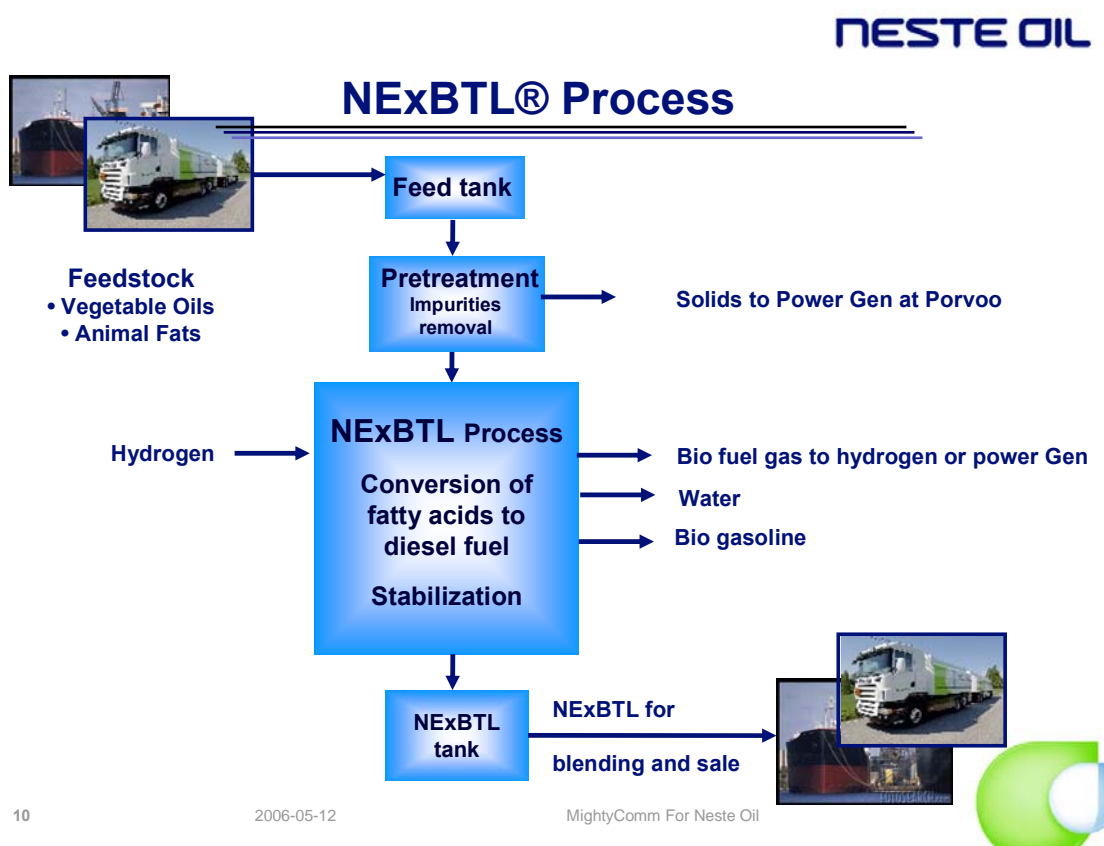 NESTE OIL
NExBTL® Process
Feed tank
Feedstock
• Vegetable Oils
• Animal Fats
Pretreatment
Impurities
removal
Solids to Power Gen at Porvoo
Hydrogen
NExBTL Process
Conversion of
fatty acids to
diesel fuel
Stabilization
Bio fuel gas to hydrogen or power Gen
Water
Bio gasoline
NExBTL
tank
NExBTL for
blending and sale
10
2006-05-12
MightyComm For Neste Oil